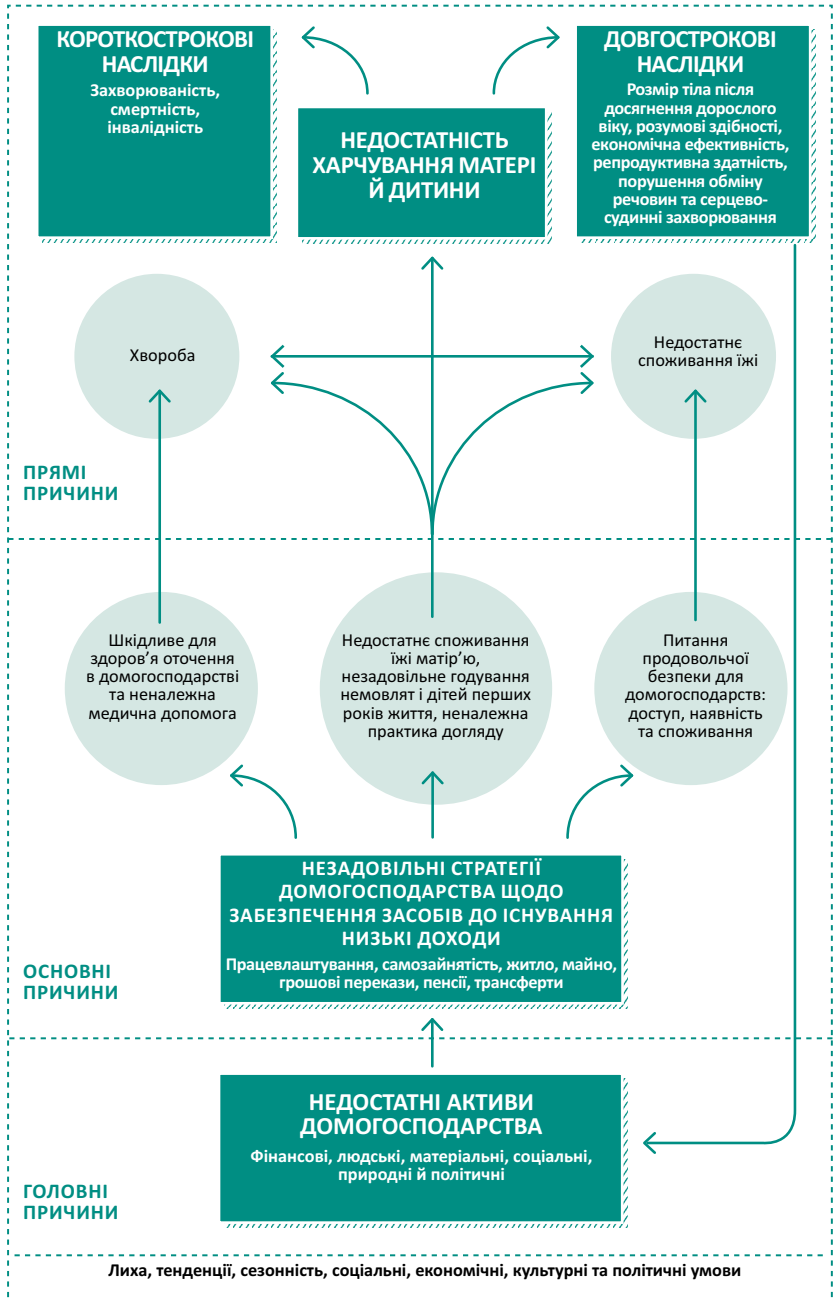 КОРОТКОСТРОКОВІ
НАСЛІДКИ
Захворюваність,
смертність,
інвалідність
НЕДОСТАТНІСТЬ
ХАРЧУВАННЯ МАТЕРІ
Й ДИТИНИ
ДОВГОСТРОКОВІ
НАСЛІДКИ
Розмір тіла після
досягнення дорослого
віку, розумові здібності,
економічна ефективність,
репродуктивна здатність,
порушення обміну
речовин та серцево-
судинні захворювання
Хвороба
Недостатнє
споживання їжі
ПРЯМІ
ПРИЧИНИ
Шкідливе для
здоров’я оточення
в домогосподарстві
та неналежна
медична допомога
Недостатнє споживання
їжі матір’ю,
незадовільне годування
немовлят і дітей перших
років життя, неналежна
практика догляду
Питання
продовольчої
безпеки для
домогосподарств:
доступ, наявність
та споживання
НЕЗАДОВІЛЬНІ СТРАТЕГІЇ
ДОМОГОСПОДАРСТВА ЩОДО
ЗАБЕЗПЕЧЕННЯ ЗАСОБІВ ДО ІСНУВАННЯ
НИЗЬКІ ДОХОДИ
Працевлаштування, самозайнятість, житло, майно,
грошові перекази, пенсії, трансферти
ОСНОВНІ
ПРИЧИНИ
НЕДОСТАТНІ АКТИВИ
ДОМОГОСПОДАРСТВА
Фінансові, людські, матеріальні, соціальні,
природні й політичні
ГОЛОВНІ
ПРИЧИНИ
Лиха, тенденції, сезонність, соціальні, економічні, культурні та політичні умови